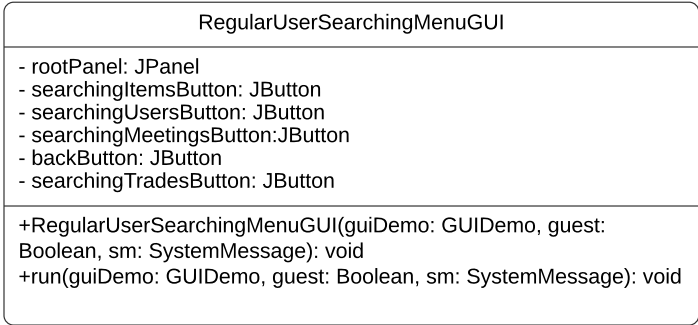 RegularUserSearchingMenuGUI
- rootPanel: JPanel
- searchingItemsButton: JButton
- searchingUsersButton: JButton
- searchingMeetingsButton:JButton
- backButton: JButton
- searchingTradesButton: JButton
+RegularUserSearchingMenuGUI(guiDemo: GUIDemo, guest:
Boolean, sm: SystemMessage): void
+run(guiDemo: GUIDemo, guest: Boolean, sm: SystemMessage): void